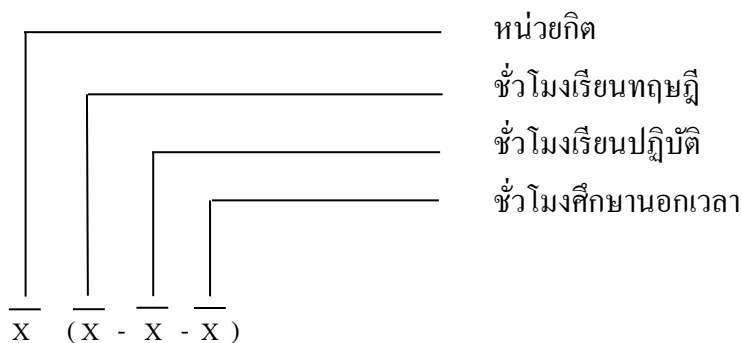 หน่วยกิต
ชั่วโมงเรียนทฤษฎี
ชั่วโมงเรียนปฏิบัติ
ชั่วโมงศึกษานอกเวลา
X (X - X - X)